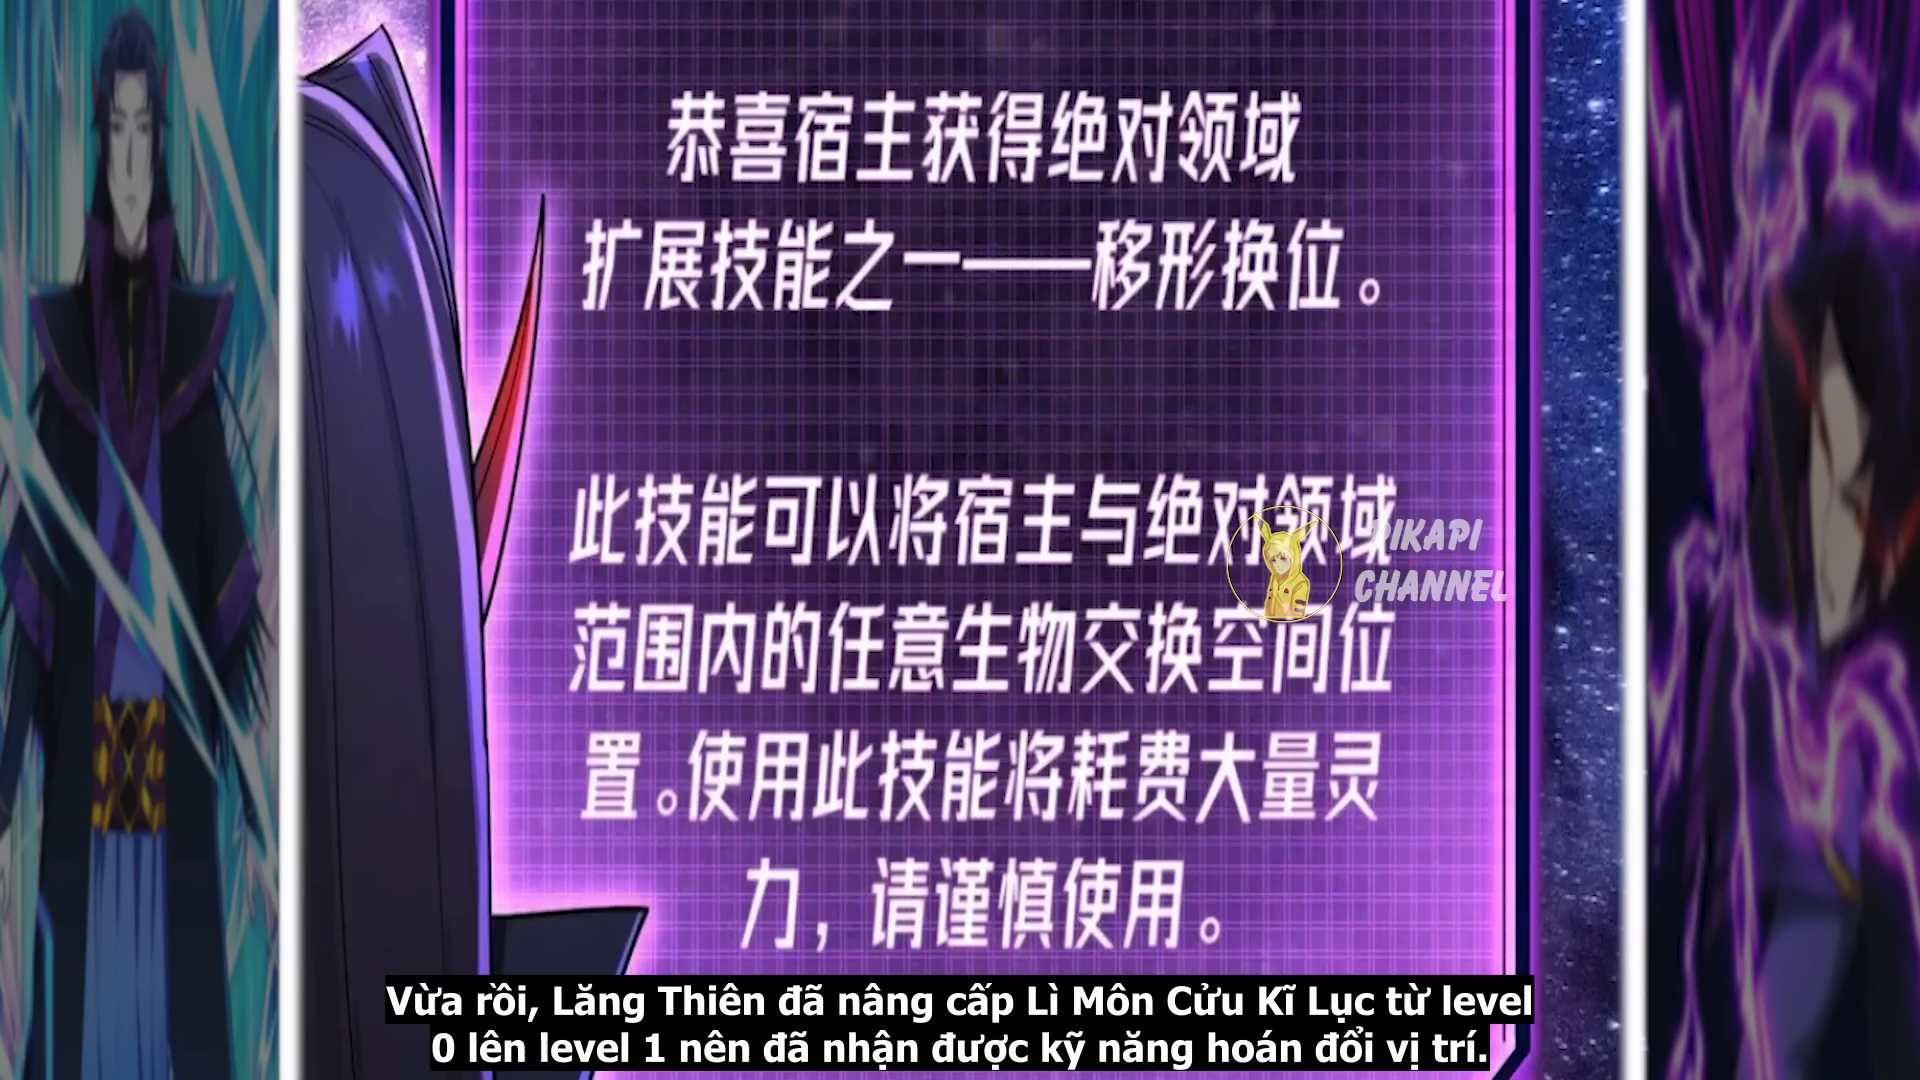 恭喜宿主获得绝对领域
扩展技能之一——移形换位。
此技能可以将宿主与绝对领域
范围内的任意生物交换空间位
置。使用此技能将耗费大量灵
力，请谨慎使用。
PIKAPI
CHANNEL
Vừa rồi, Lăng Thiên đã nâng cấp Lì Môn Cửu Kĩ Lục từ level
0 lên level 1 nên đã nhận được kỹ năng hoán đổi vị trí.